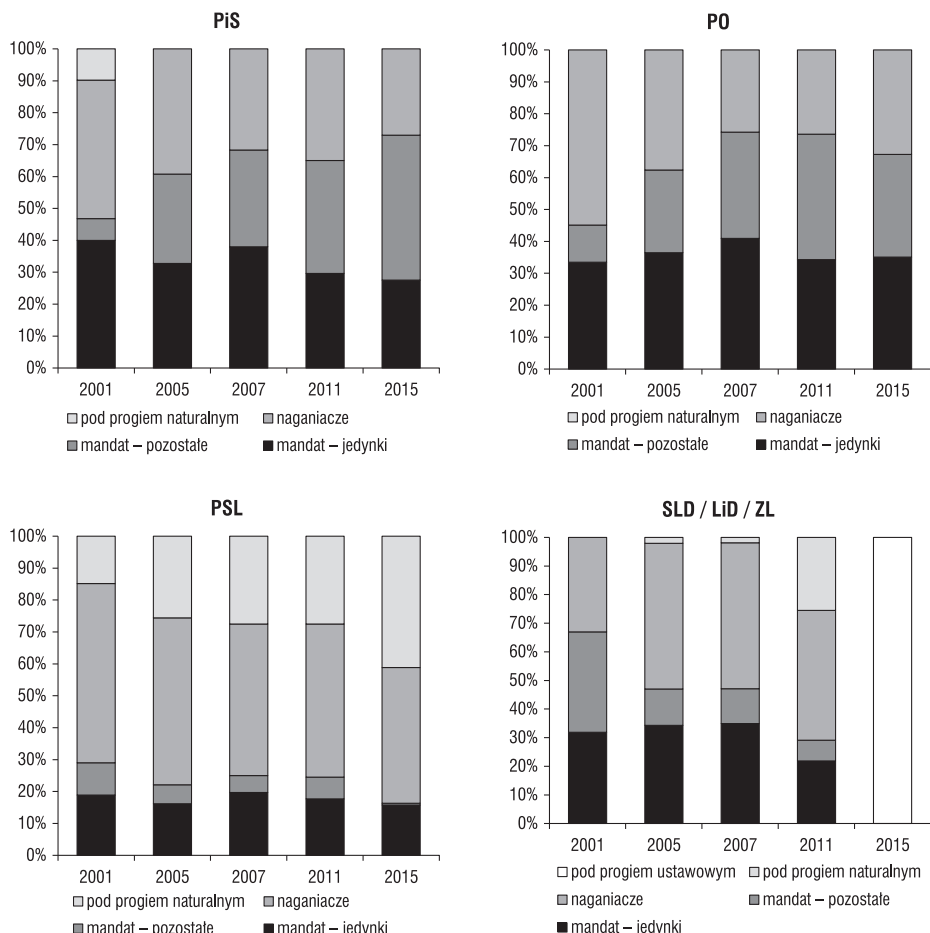 PiS
100%
90%
80%
70%
60%
50%
40%
30%
20%
10%
0%
2001 2005 2007 2011 2015
pod progiem naturalnym naganiacze
mandat – pozostałe mandat – jedynki
PO
100%
90%
80%
70%
60%
50%
40%
30%
20%
10%
0%
2001 2005 2007 2011 2015
pod progiem naturalnym naganiacze
mandat – pozostałe mandat – jedynki
PSL
100%
90%
80%
70%
60%
50%
40%
30%
20%
10%
0%
2001 2005 2007 2011 2015
pod progiem naturalnym naganiacze
mandat – pozostałe mandat – jedynki
SLD / LiD / ZL
100%
90%
80%
70%
60%
50%
40%
30%
20%
10%
0%
2001 2005 2007 2011 2015
pod progiem ustawowym pod progiem naturalnym
naganiacze mandat – pozostałe
mandat – jedynki